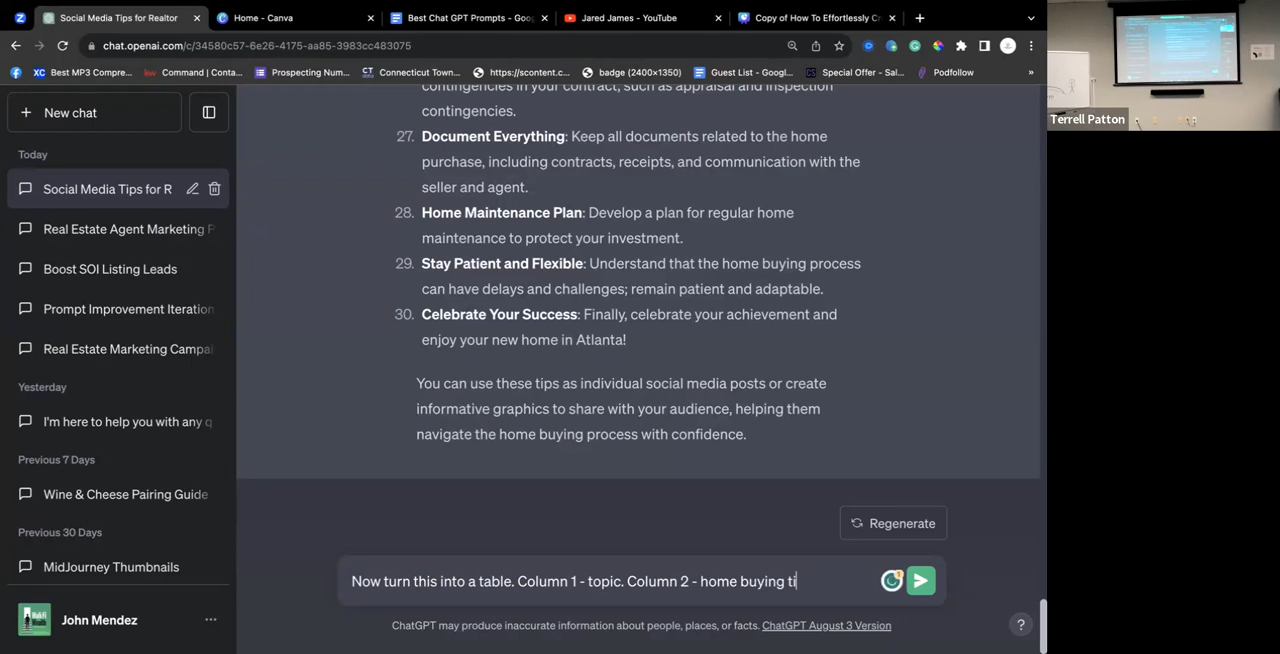 Social Media Tips for Realtor
Home - Canva
Best Chat GPT Prompts - Goog
Jared James - YouTube
Copy of How To Effortlessly Cr
chat.openai.com/c/34580c57-6e26-4175-aa85-3983cc483075
Best MP3 Compre...
Command | Conta...
Prospecting Num...
Connecticut Town...
https://scontent.c...
badge (2400×1350)
Guest List - Googl...
Special Offer - Sal...
Podfollow
»
Terrell Patton
New chat
Today
Social Media Tips for R
Real Estate Agent Marketing P
Boost SOI Listing Leads
Prompt Improvement Iteration
Real Estate Marketing Campai
Yesterday
I'm here to help you with any q
Previous 7 Days
Wine & Cheese Pairing Guide
Previous 30 Days
MidJourney Thumbnails
John Mendez
contingencies in your contract, such as appraisal and inspection
contingencies.
27. Document Everything: Keep all documents related to the home
purchase, including contracts, receipts, and communication with the
seller and agent.
28. Home Maintenance Plan: Develop a plan for regular home
maintenance to protect your investment.
29. Stay Patient and Flexible: Understand that the home buying process
can have delays and challenges; remain patient and adaptable.
30. Celebrate Your Success: Finally, celebrate your achievement and
enjoy your new home in Atlanta!
You can use these tips as individual social media posts or create
informative graphics to share with your audience, helping them
navigate the home buying process with confidence.
Regenerate
Now turn this into a table. Column 1 - topic. Column 2 - home buying ti
ChatGPT may produce inaccurate information about people, places, or facts. ChatGPT August 3 Version
?